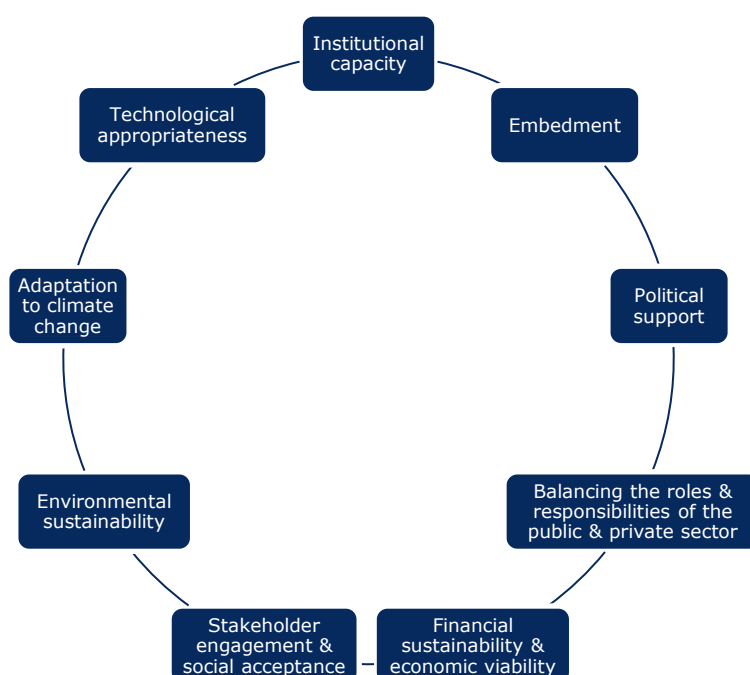 Institutional
capacity
Embedment
Political
support
Balancing the roles &
responsibilities of the
public & private sector
Financial
sustainability &
economic viability
Stakeholder
engagement &
social acceptance
Environmental
sustainability
Adaptation
to climate
change
Technological
appropriateness